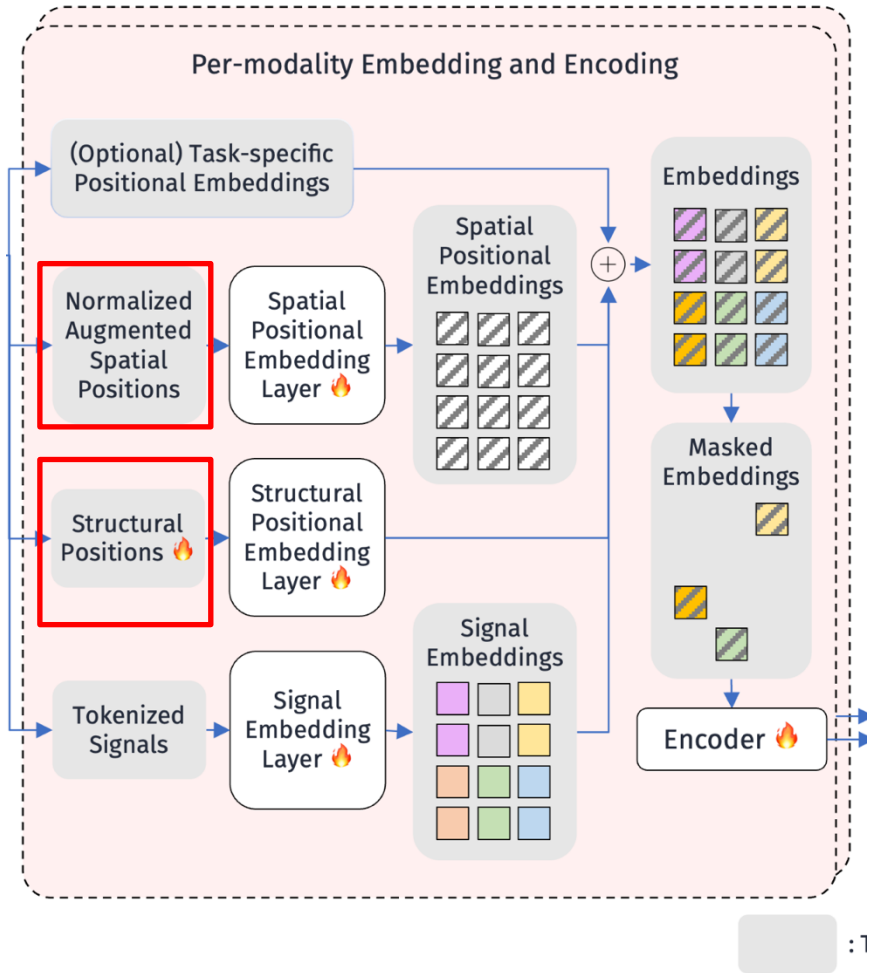 Per-modality Embedding and Encoding
(Optional) Task-specific
Positional Embeddings
Normalized
Augmented
Spatial
Positions
Spatial
Positional
Embedding
Layer 🔥
Spatial
Positional
Embeddings
Structural
Positions 🔥
Structural
Positional
Embedding
Layer 🔥
Tokenized
Signals
Signal
Embedding
Layer 🔥
Signal
Embeddings
+
Embeddings
Masked
Embeddings
Encoder 🔥
: